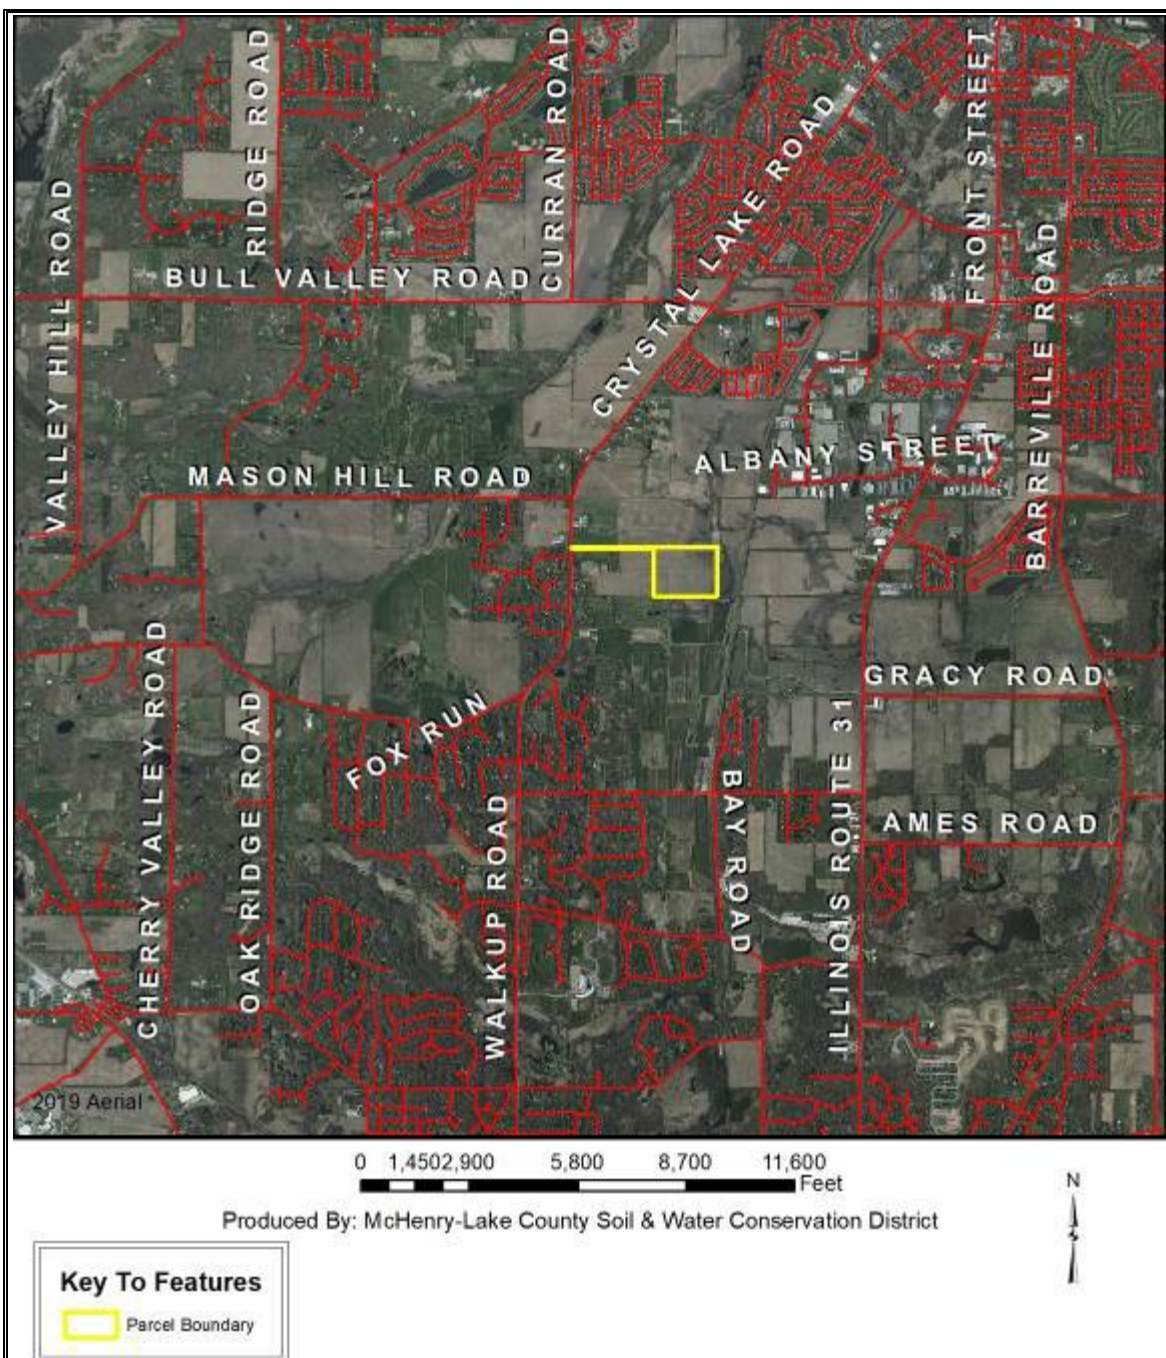 RIDGE ROAD
CURRAN ROAD
FRONT STREET
CRYSTAL LAKE ROAD
VALLEY HILL ROAD
BARREVILLE ROAD
BULL VALLEY ROAD
MASON HILL ROAD
ALBANY STREET
GRACY ROAD
CHERRY VALLEY ROAD
OAK RIDGE ROAD
FOX RUN
WALKUP ROAD
BAY ROAD
ILLINOIS ROUTE 31
AMES ROAD
2019 Aerial
0 1,450 2,900 5,800 8,700 11,600
Feet
Produced By: McHenry-Lake County Soil & Water Conservation District
N
Key To Features
Parcel Boundary